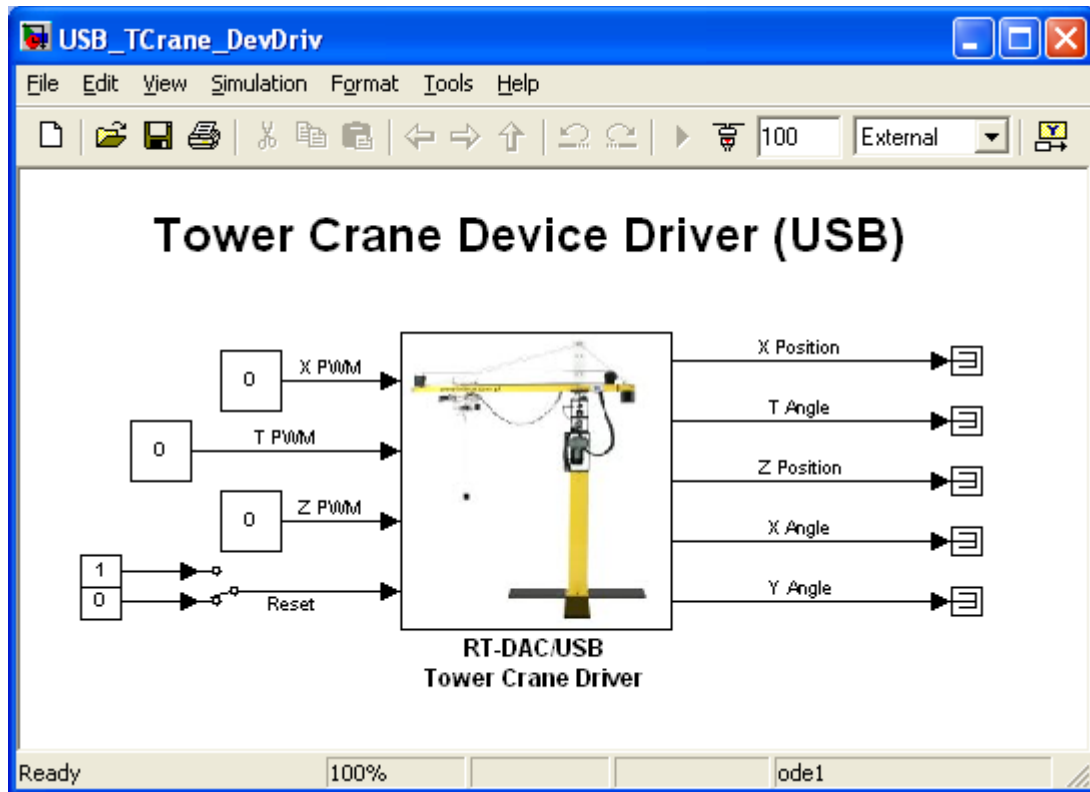 USB_TCrane_DevDriv
File Edit View Simulation Format Tools Help
100 External
Tower Crane Device Driver (USB)
0 X PWM
0 T PWM
0 Z PWM
1
0
Reset
X Position
T Angle
Z Position
X Angle
Y Angle
RT-DAC/USB
Tower Crane Driver
Ready 100% ode1